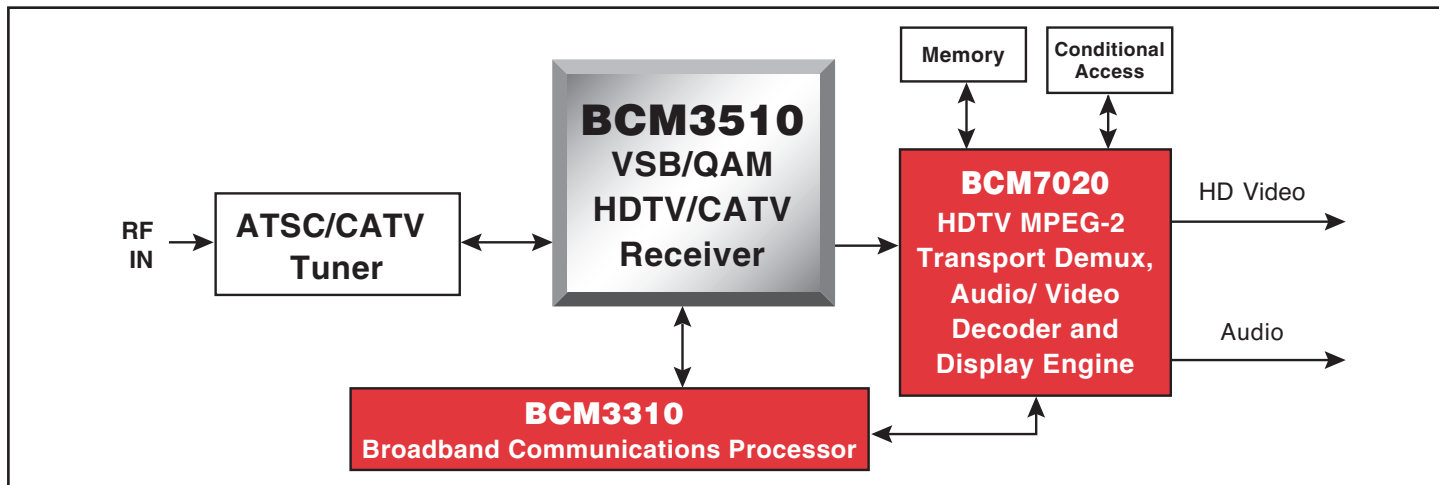 RF
IN
ATSC/CATV
Tuner
BCM3510
VSB/QAM
HDTV/CATV
Receiver
BCM3310
Broadband Communications Processor
Memory
Conditional
Access
BCM7020
HDTV MPEG-2
Transport Demux,
Audio/ Video
Decoder and
Display Engine
HD Video
Audio